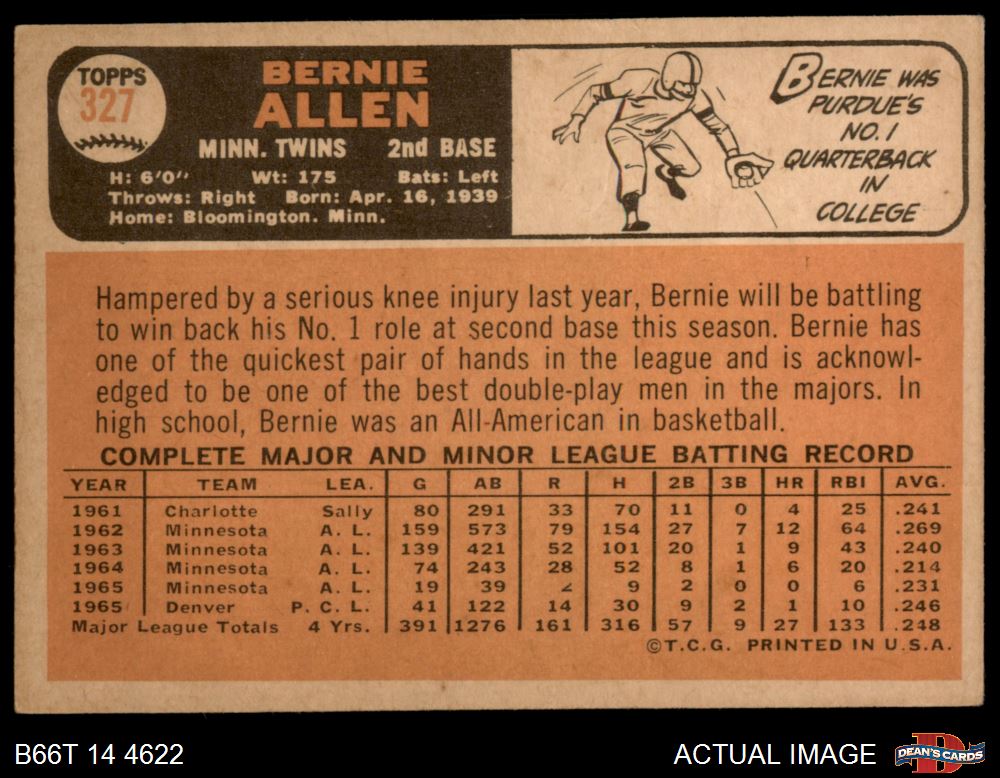 TOPPS
327
BERNIE
ALLEN
MINN. TWINS 2nd BASE
H: 6'0" Wt: 175 Bats: Left
Throws: Right Born: Apr. 16, 1939
Home: Bloomington. Minn.
BERNIE WAS
PURDUE'S
NO. 1
QUARTERBACK
IN
COLLEGE
Hampered by a serious knee injury last year, Bernie will be battling
to win back his No. 1 role at second base this season. Bernie has
one of the quickest pair of hands in the league and is acknowl-
edged to be one of the best double-play men in the majors. In
high school, Bernie was an All-American in basketball.
COMPLETE MAJOR AND MINOR LEAGUE BATTING RECORD
YEAR TEAM LEA. G AB R H 2B 3B HR RBI AVG.
1961 Charlotte Sally 80 291 33 70 11 0 4 25 .241
1962 Minnesota A. L. 159 573 79 154 27 7 12 64 .269
1963 Minnesota A. L. 139 421 52 101 20 1 9 43 .240
1964 Minnesota A. L. 74 243 28 52 8 1 6 20 .214
1965 Minnesota A. L. 19 39 2 9 2 0 0 6 .231
1965 Denver P. C. L. 41 122 14 30 9 2 1 10 .246
Major League Totals 4 Yrs. 391 1276 161 316 57 9 27 133 .248
©T.C.G. PRINTED IN U.S.A.
B66T 14 4622
ACTUAL IMAGE
D
DEAN'S CARDS